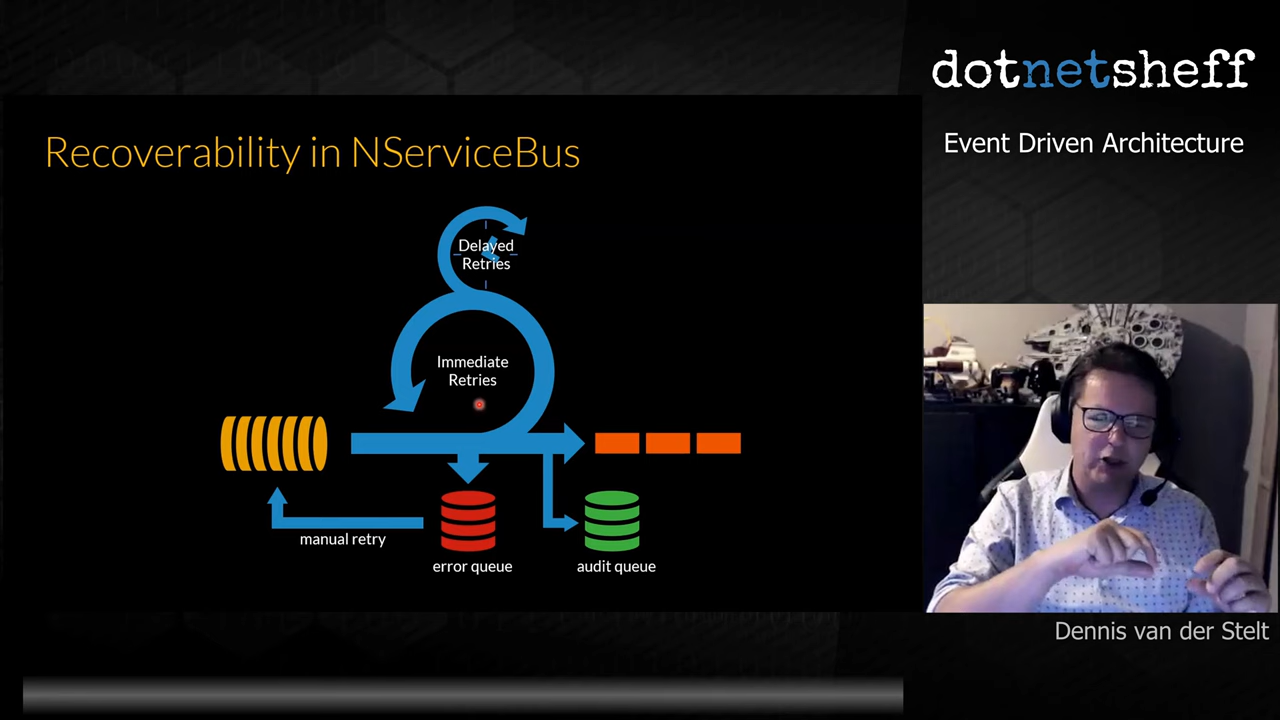 dotnetsheff
Event Driven Architecture
Recoverability in NServiceBus
Delayed
Retries
Immediate
Retries
manual retry
error queue
audit queue
Dennis van der Stelt